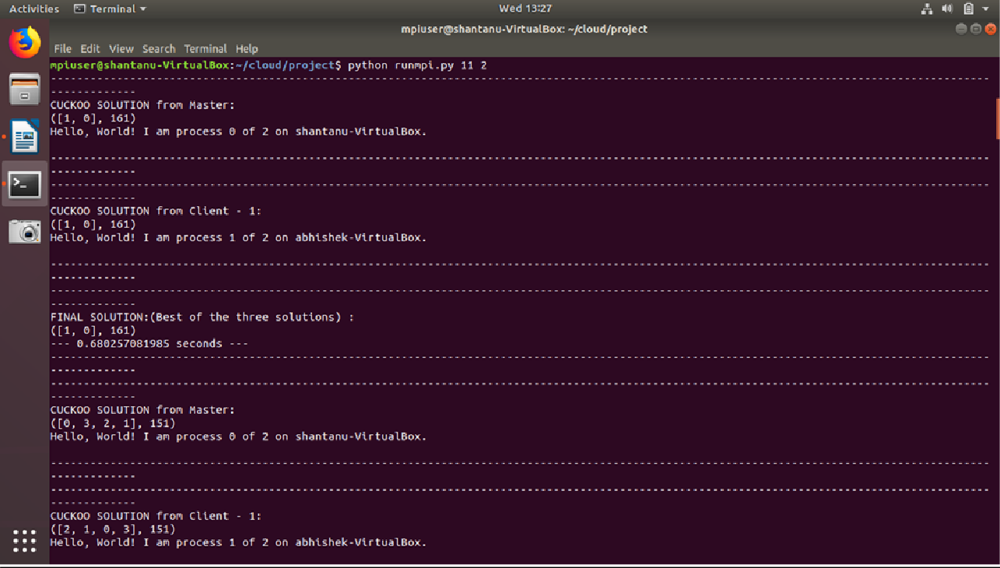 Activities Terminal Wed 13:27
mpiuser@shantanu-VirtualBox: ~/cloud/project
File Edit View Search Terminal Help
mpiuser@shantanu-VirtualBox:~/cloud/project$ python runmpi.py 11 2
----------------------------------------------------------------------------------------------------------------------------------------------
-------------
CUCKOO SOLUTION from Master:
([1, 0], 161)
Hello, World! I am process 0 of 2 on shantanu-VirtualBox.
----------------------------------------------------------------------------------------------------------------------------------------------
-------------
----------------------------------------------------------------------------------------------------------------------------------------------
-------------
CUCKOO SOLUTION from Client - 1:
([1, 0], 161)
Hello, World! I am process 1 of 2 on abhishek-VirtualBox.
----------------------------------------------------------------------------------------------------------------------------------------------
-------------
----------------------------------------------------------------------------------------------------------------------------------------------
-------------
FINAL SOLUTION:(Best of the three solutions) :
([1, 0], 161)
--- 0.680257081985 seconds ---
----------------------------------------------------------------------------------------------------------------------------------------------
-------------
----------------------------------------------------------------------------------------------------------------------------------------------
-------------
CUCKOO SOLUTION from Master:
([0, 3, 2, 1], 151)
Hello, World! I am process 0 of 2 on shantanu-VirtualBox.
----------------------------------------------------------------------------------------------------------------------------------------------
-------------
----------------------------------------------------------------------------------------------------------------------------------------------
-------------
CUCKOO SOLUTION from Client - 1:
([2, 1, 0, 3], 151)
Hello, World! I am process 1 of 2 on abhishek-VirtualBox.